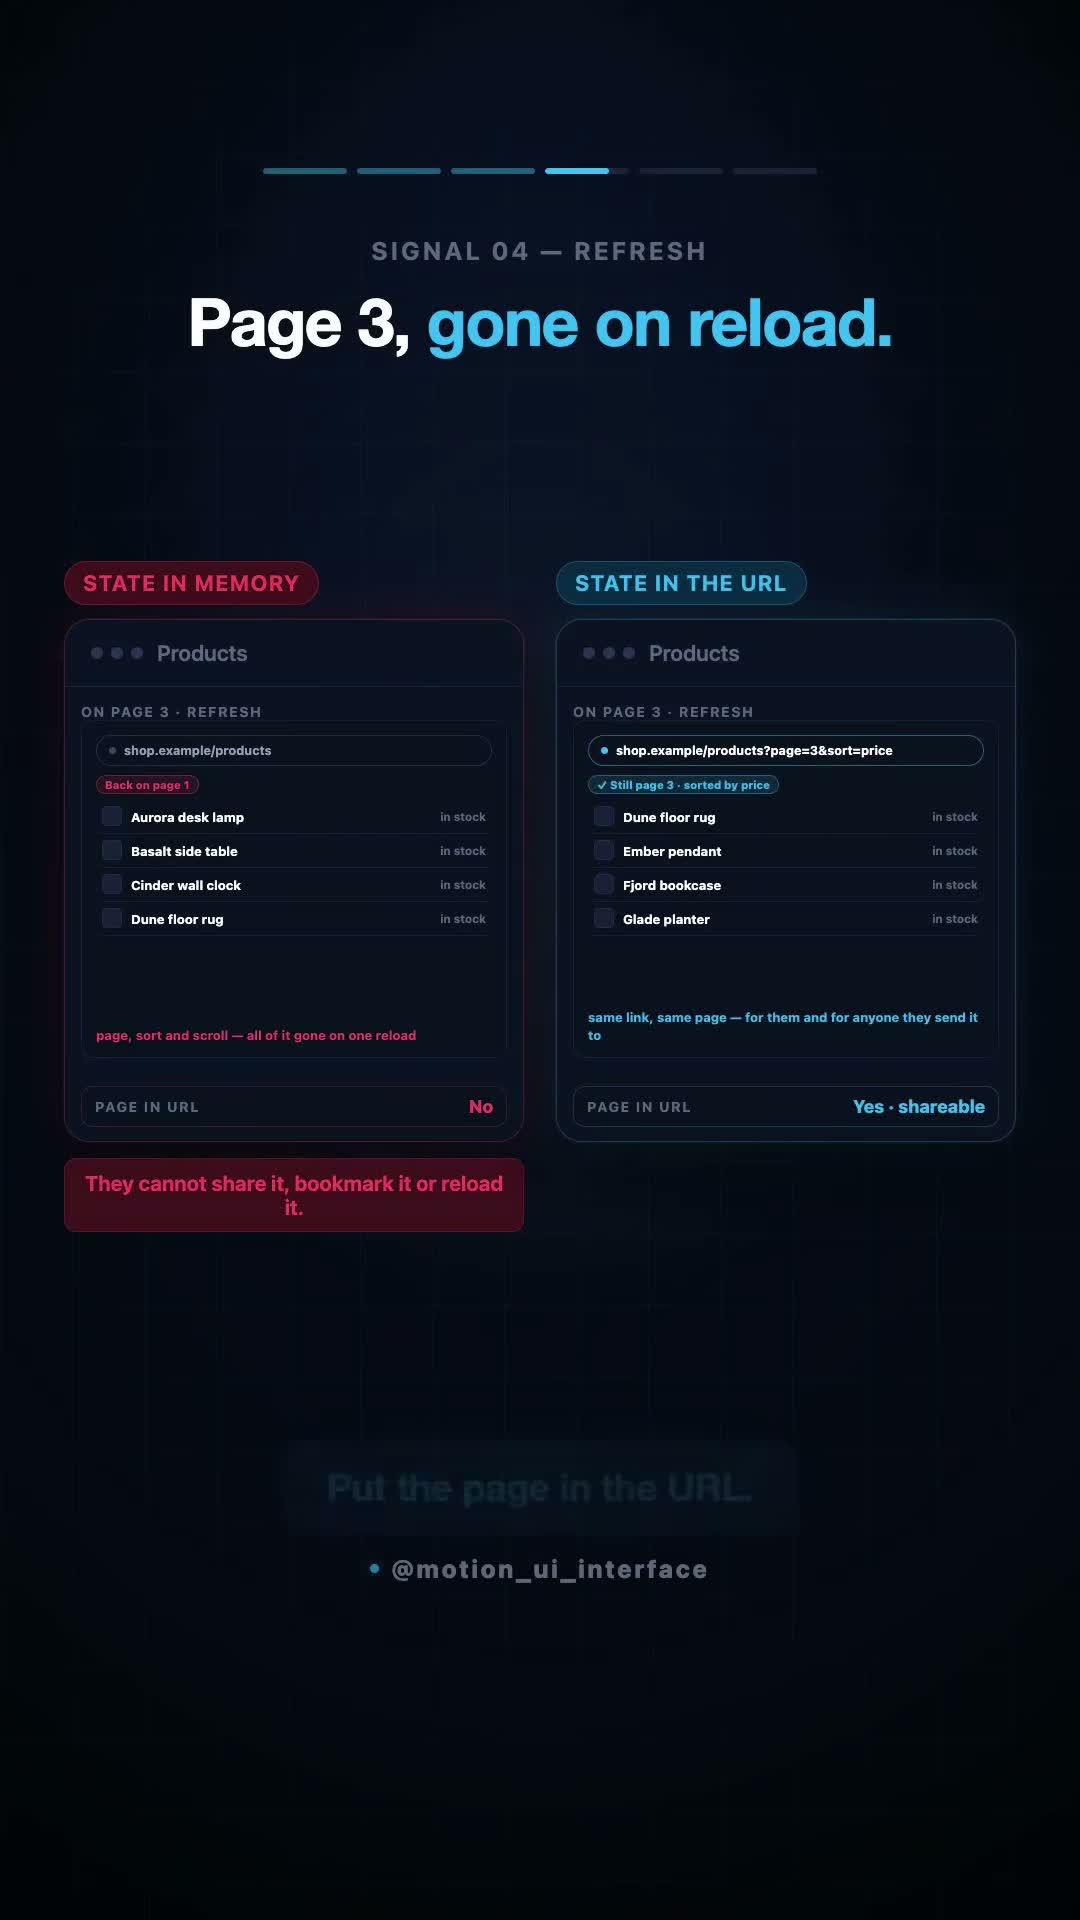 SIGNAL 04 — REFRESH
Page 3, gone on reload.
STATE IN MEMORY
Products
ON PAGE 3 · REFRESH
shop.example/products
Back on page 1
Aurora desk lamp in stock
Basalt side table in stock
Cinder wall clock in stock
Dune floor rug in stock
page, sort and scroll — all of it gone on one reload
PAGE IN URL No
They cannot share it, bookmark it or reload
it.
STATE IN THE URL
Products
ON PAGE 3 · REFRESH
shop.example/products?page=3&sort=price
✓ Still page 3 · sorted by price
Dune floor rug in stock
Ember pendant in stock
Fjord bookcase in stock
Glade planter in stock
same link, same page — for them and for anyone they send it
to
PAGE IN URL Yes · shareable
Put the page in the URL.
@motion_ui_interface